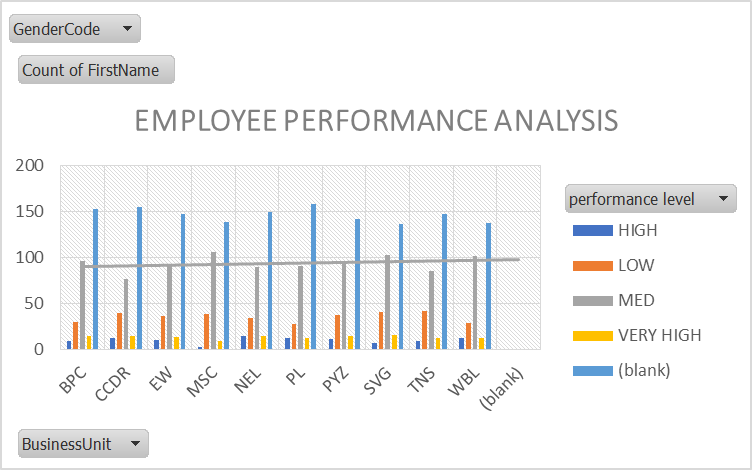 GenderCode
Count of FirstName
EMPLOYEE PERFORMANCE ANALYSIS
200
150
100
50
0
BPC
CCDR
EW
MSC
NEL
PL
PYZ
SVG
TNS
WBL
(blank)
performance level
HIGH
LOW
MED
VERY HIGH
(blank)
BusinessUnit